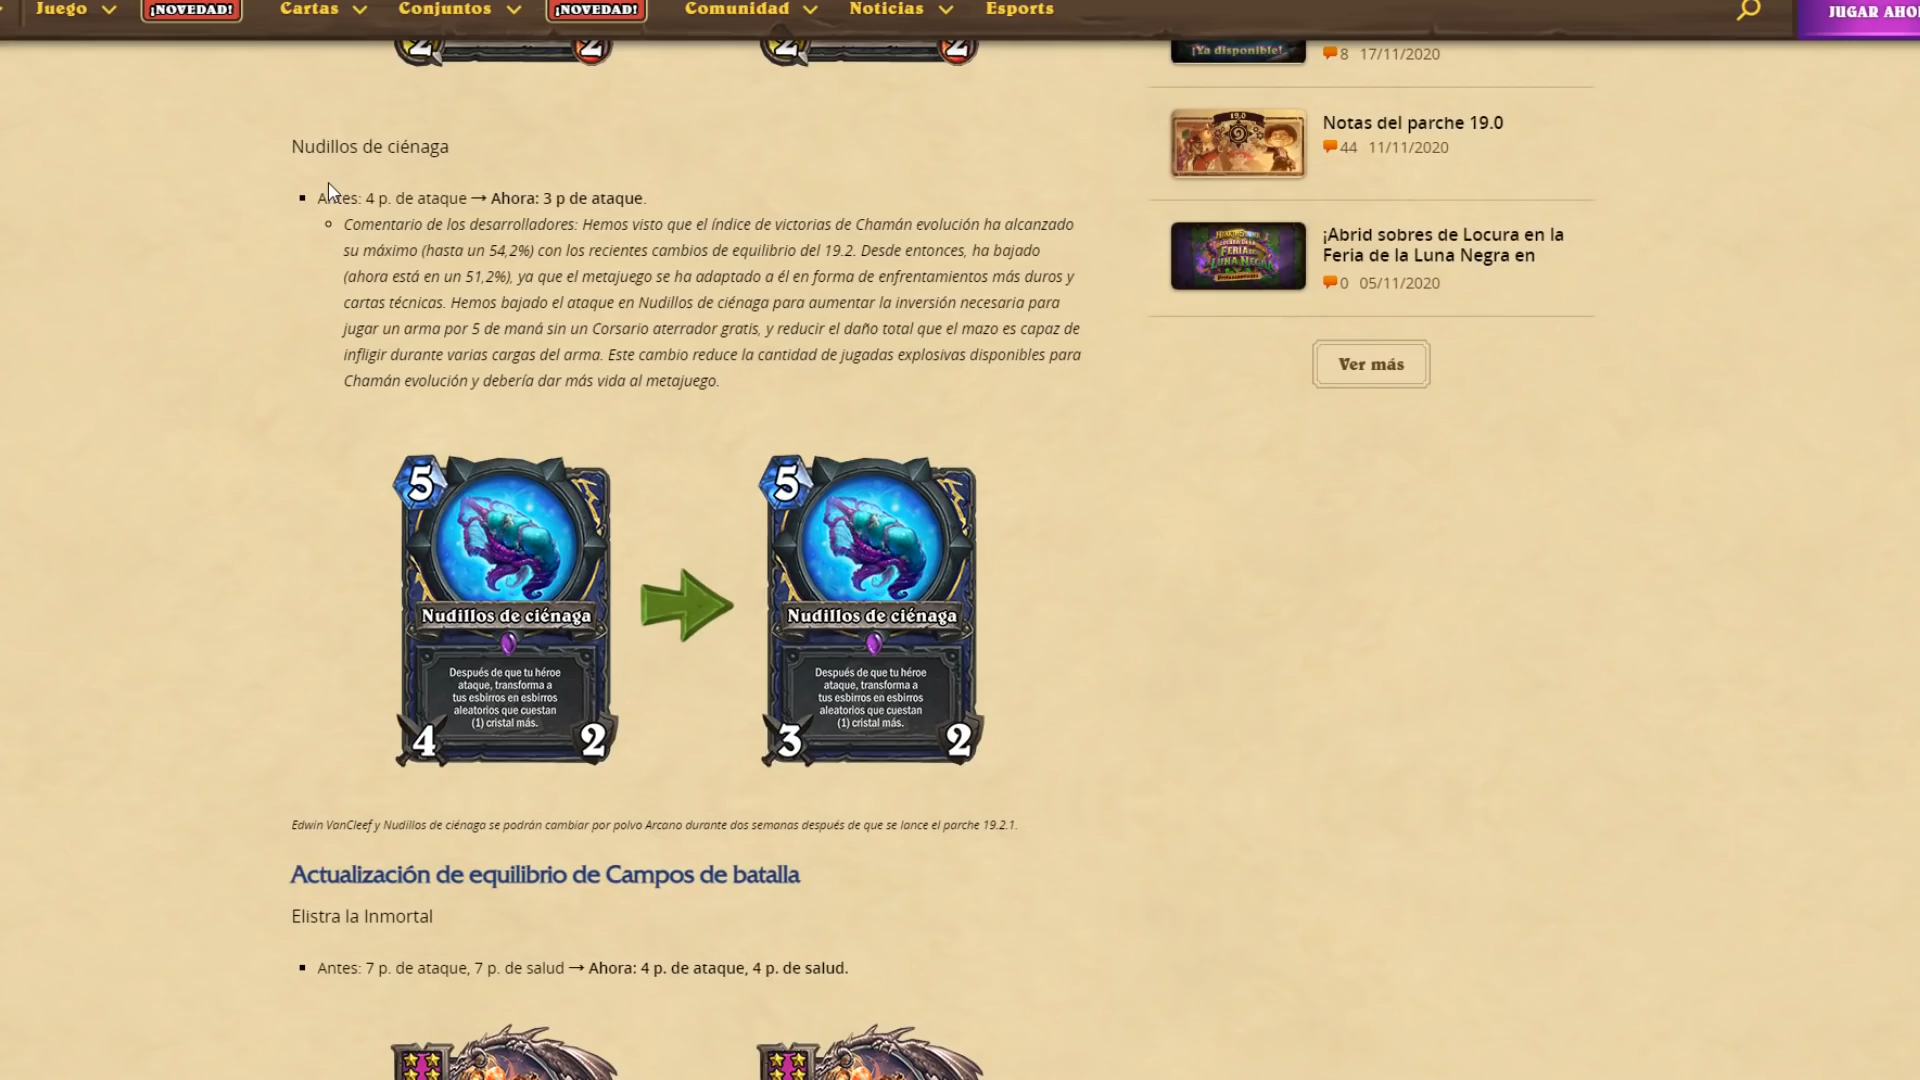 Juego
¡NOVEDAD!
Cartas
Conjuntos
¡NOVEDAD!
Comunidad
Noticias
Esports
JUGAR
2
2
2
2
Nudillos de ciénaga
Antes: 4 p. de ataque → Ahora: 3 p de ataque.
Comentario de los desarrolladores: Hemos visto que el índice de victorias de Chamán evolución ha alcanzado
su máximo (hasta un 54,2%) con los recientes cambios de equilibrio del 19.2. Desde entonces, ha bajado
(ahora está en un 51,2%), ya que el metajuego se ha adaptado a él en forma de enfrentamientos más duros y
cartas técnicas. Hemos bajado el ataque en Nudillos de ciénaga para aumentar la inversión necesaria para
jugar un arma por 5 de maná sin un Corsario aterrador gratis, y reducir el daño total que el mazo es capaz de
infligir durante varias cargas del arma. Este cambio reduce la cantidad de jugadas explosivas disponibles para
Chamán evolución y debería dar más vida al metajuego.
5
Nudillos de ciénaga
Después de que tu héroe
ataque, transforma a
tus esbirros en esbirros
aleatorios que cuestan
(1) cristal más.
4
2
5
Nudillos de ciénaga
Después de que tu héroe
ataque, transforma a
tus esbirros en esbirros
aleatorios que cuestan
(1) cristal más.
3
2
Edwin VanCleef y Nudillos de ciénaga se podrán cambiar por polvo Arcano durante dos semanas después de que se lance el parche 19.2.1.
Actualización de equilibrio de Campos de batalla
Elistra la Inmortal
Antes: 7 p. de ataque, 7 p. de salud → Ahora: 4 p. de ataque, 4 p. de salud.
¡Ya disponible!
8 17/11/2020
19.0
Notas del parche 19.0
44 11/11/2020
FERIA DE
LUNA NEGRA
¡Abrid sobres de Locura en la
Feria de la Luna Negra en
0 05/11/2020
Ver más